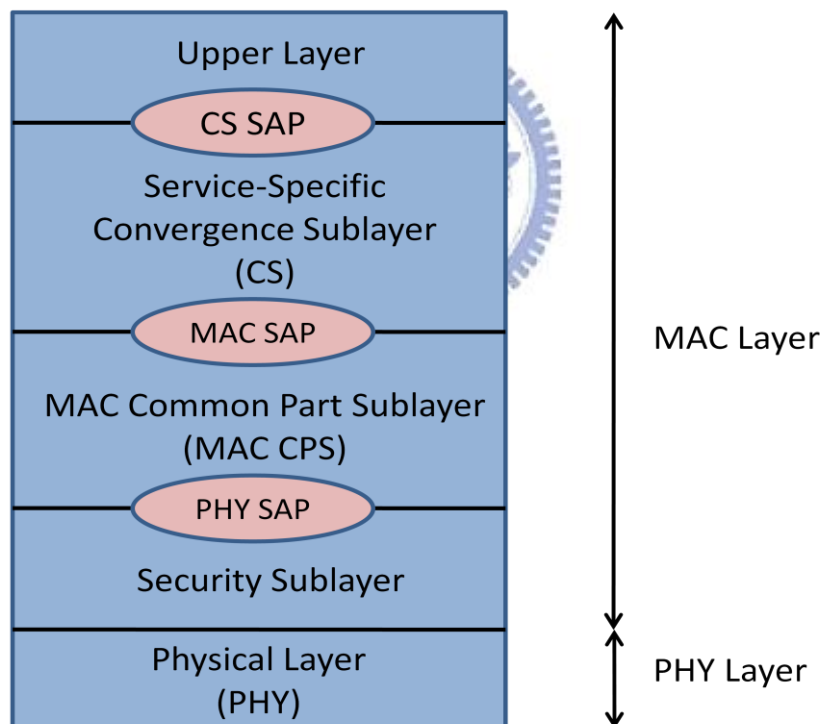 Upper Layer
CS SAP
Service-Specific
Convergence Sublayer
(CS)
MAC SAP
MAC Layer
MAC Common Part Sublayer
(MAC CPS)
PHY SAP
Security Sublayer
Physical Layer
(PHY)
PHY Layer